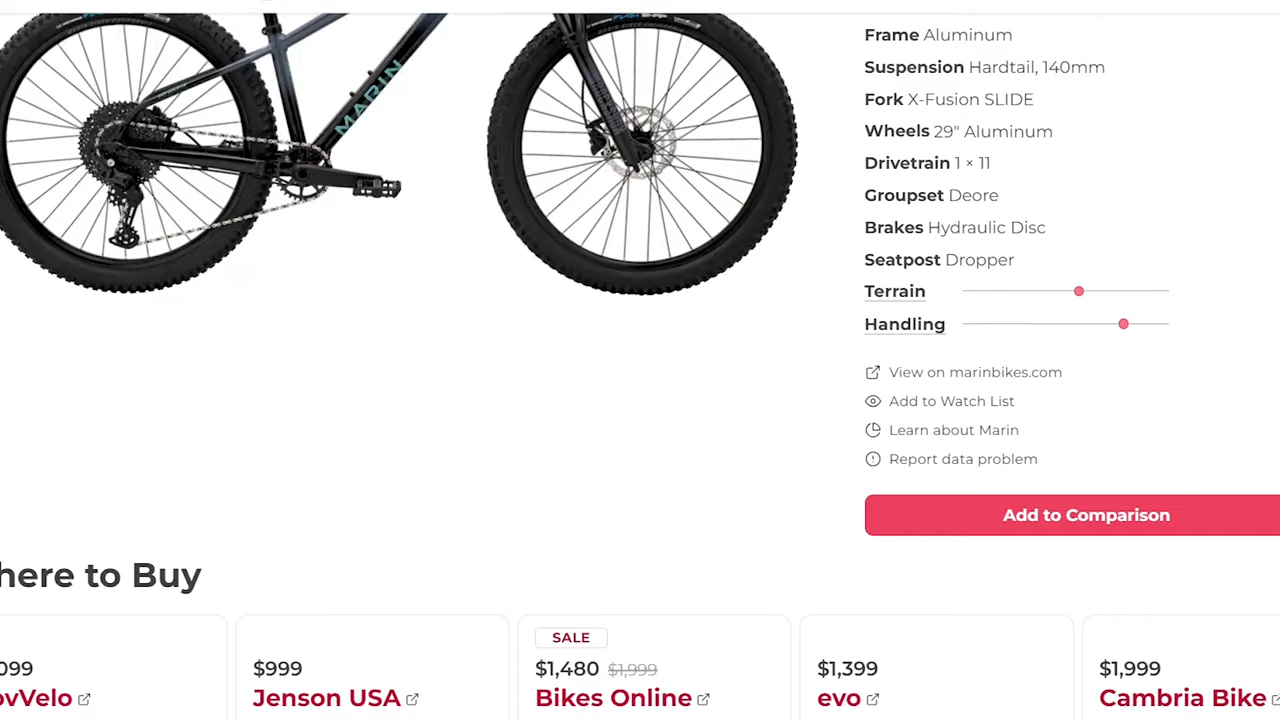 MARIN
Frame Aluminum
Suspension Hardtail, 140mm
Fork X-Fusion SLIDE
Wheels 29" Aluminum
Drivetrain 1 × 11
Groupset Deore
Brakes Hydraulic Disc
Seatpost Dropper
Terrain
Handling
View on marinbikes.com
Add to Watch List
Learn about Marin
Report data problem
Add to Comparison
here to Buy
SALE
099 $999 $1,480 $1,999 $1,399 $1,999
ovVelo Jenson USA Bikes Online evo Cambria Bike